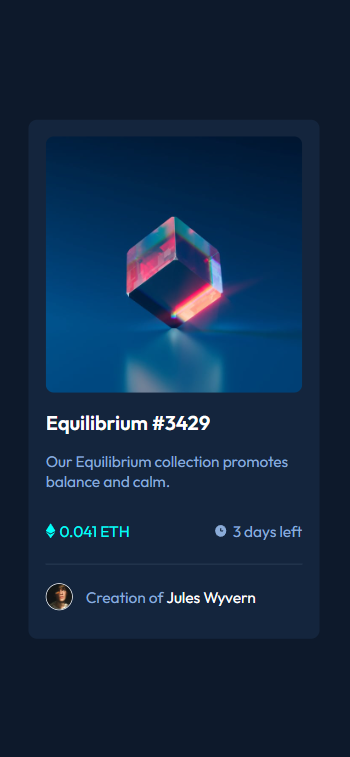 Equilibrium #3429
Our Equilibrium collection promotes
balance and calm.
0.041 ETH
3 days left
Creation of Jules Wyvern